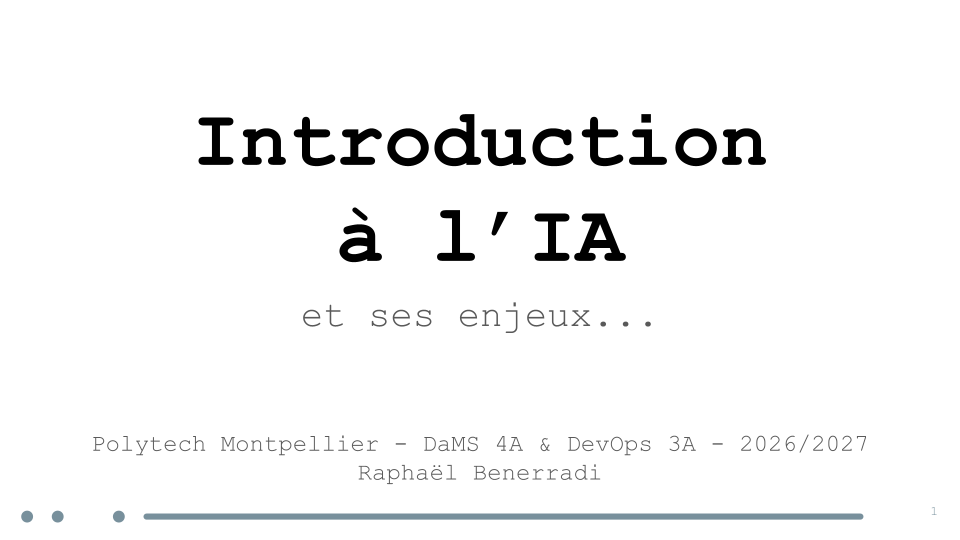 Introduction
à l’IA
et ses enjeux...
Polytech Montpellier - DaMS 4A & DevOps 3A - 2026/2027
Raphaël Benerradi
1